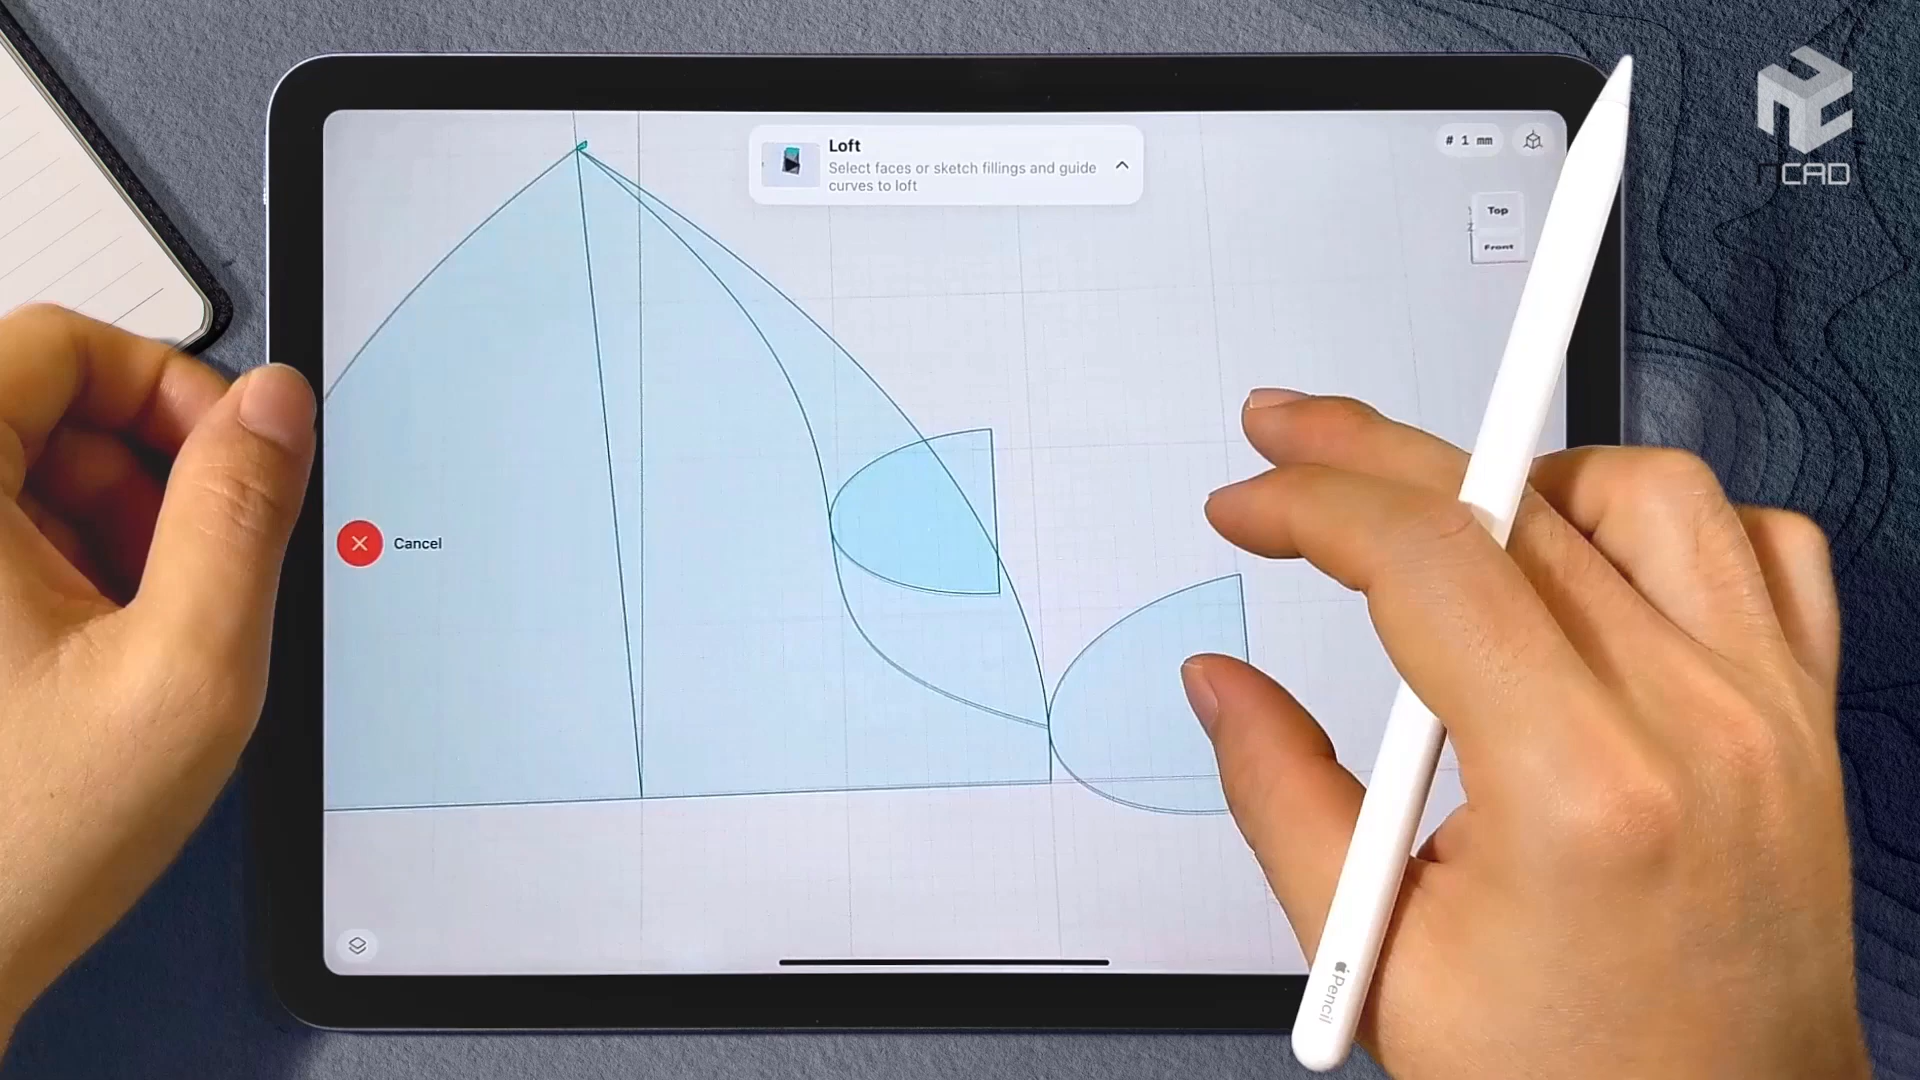 Loft
Select faces or sketch fillings and guide
curves to loft
# 1 mm
Top
Front
Cancel
Pencil
CAD